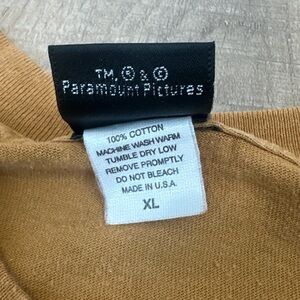 TM, ® & ©
Paramount Pictures
100% COTTON
MACHINE WASH WARM
TUMBLE DRY LOW
REMOVE PROMPTLY
DO NOT BLEACH
MADE IN U.S.A.
XL